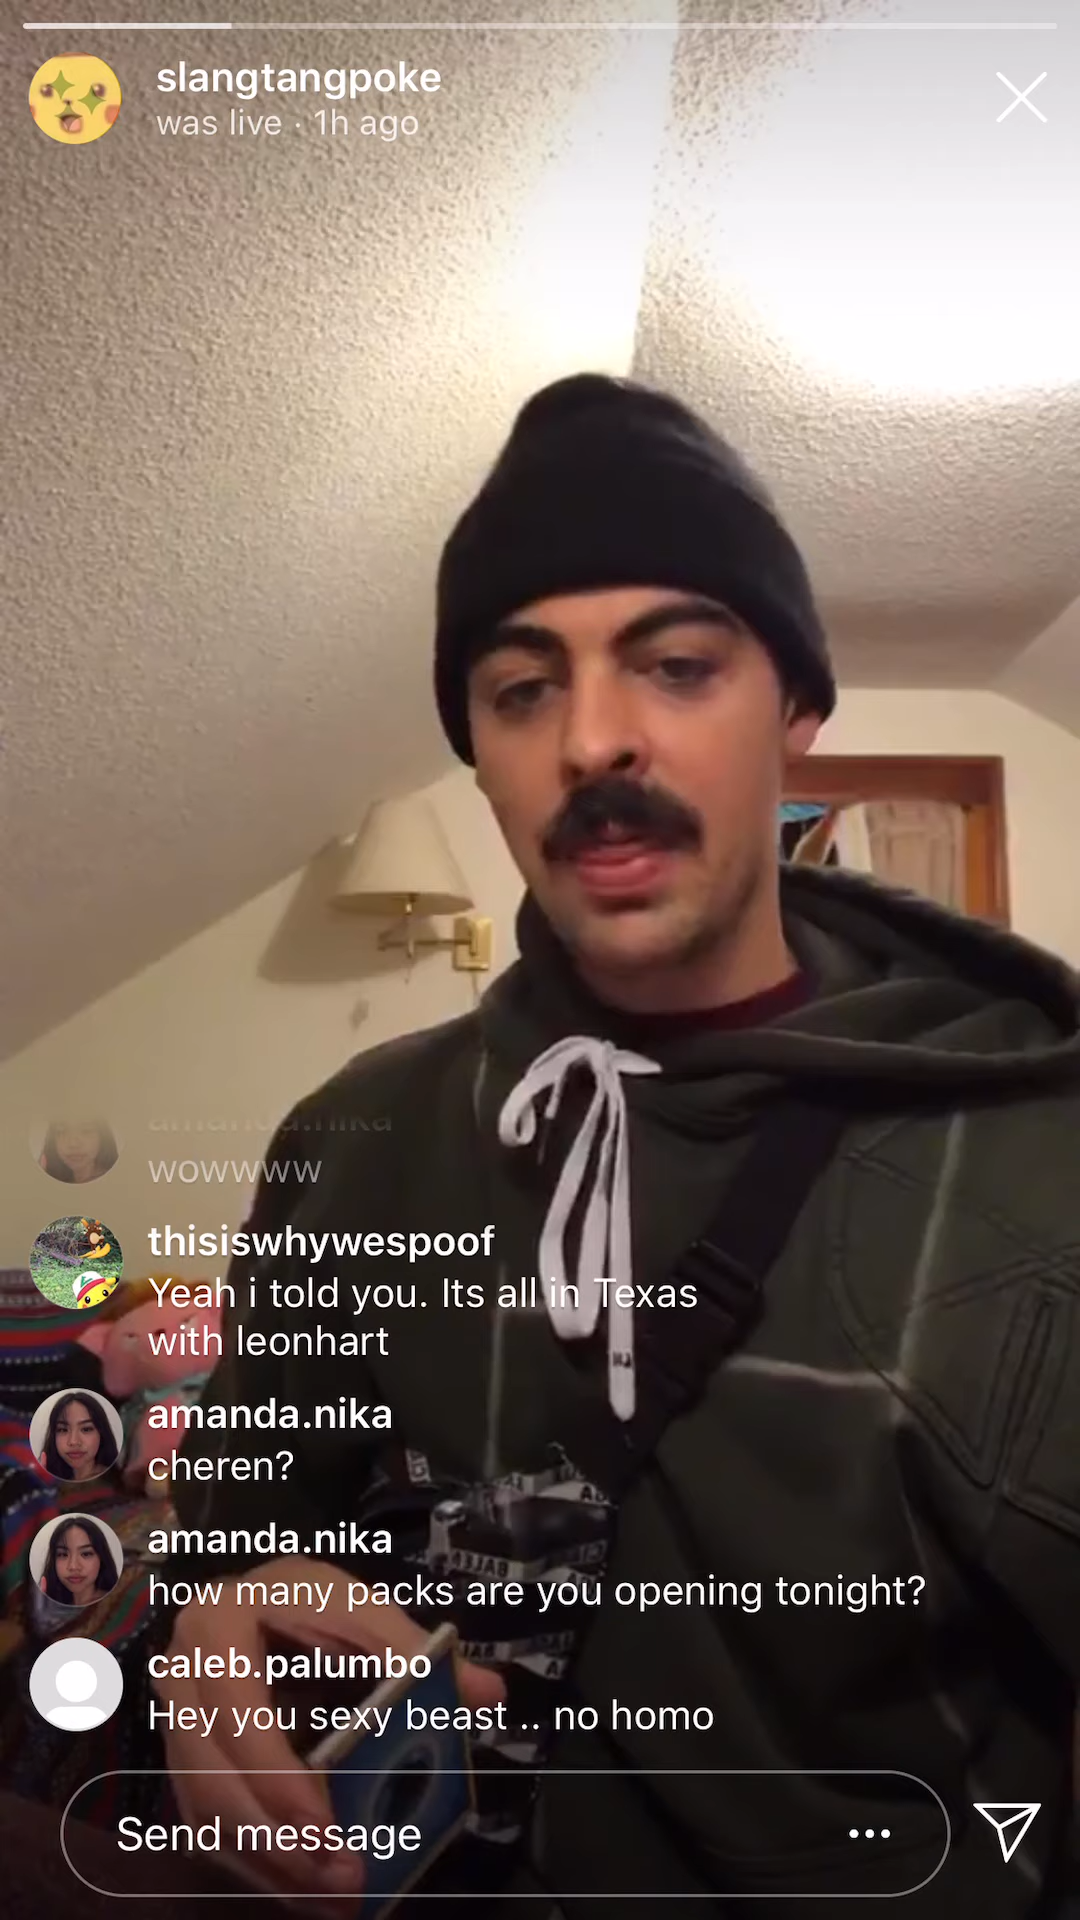 slangtangpoke
was live · 1h ago
amanda.nika
wowwww
thisiswhywespoof
Yeah i told you. Its all in Texas
with leonhart
amanda.nika
cheren?
amanda.nika
how many packs are you opening tonight?
caleb.palumbo
Hey you sexy beast .. no homo
Send message